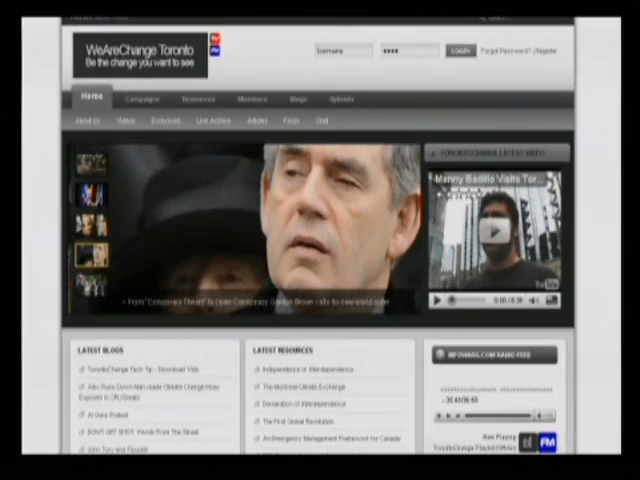 WeAreChange Toronto
Be the change you want to see
Username
LOGIN
Forgot Password? | Register
Home
Campaigns
Resources
Members
Blogs
Uploads
About Us
Videos
Exclusives
Live Archive
Articles
FAQs
Chat
TORONTOCHANGE LATEST VIDEO
Manny Badillo Visits Tor...
From "Conspiracy Theory" to Open Conspiracy Gordon Brown calls for new world order
LATEST BLOGS
TorontoChange Tech Tip - Download Vids
Alex Runs Down Man-made Climate Change Hoax
Exposed in CRU Emails
Al Gore Protest
DON'T GET SHOT: Words From The Street
LATEST RESOURCES
Independence or Interdependence
The Montreal Climate Exchange
Declaration of Interdependence
The First Global Revolution
An Emergency Management Framework for Canada
INFOWARS.COM RADIO FEED
Now Playing:
FM